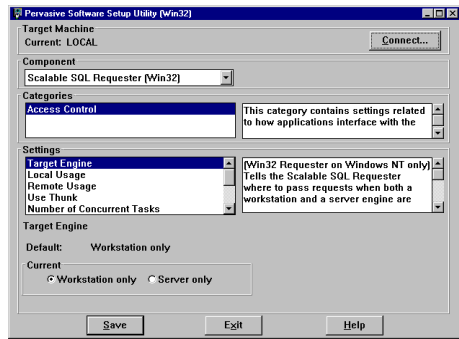 Pervasive Software Setup Utility (Win32)
Target Machine
Current: LOCAL
Connect...
Component
Scalable SQL Requester (Win32)
Categories
Access Control
This category contains settings related
to how applications interface with the
Settings
Target Engine
Local Usage
Remote Usage
Use Thunk
Number of Concurrent Tasks
(Win32 Requester on Windows NT only)
Tells the Scalable SQL Requester
where to pass requests when both a
workstation and a server engine are
Target Engine
Default: Workstation only
Current
Workstation only Server only
Save Exit Help